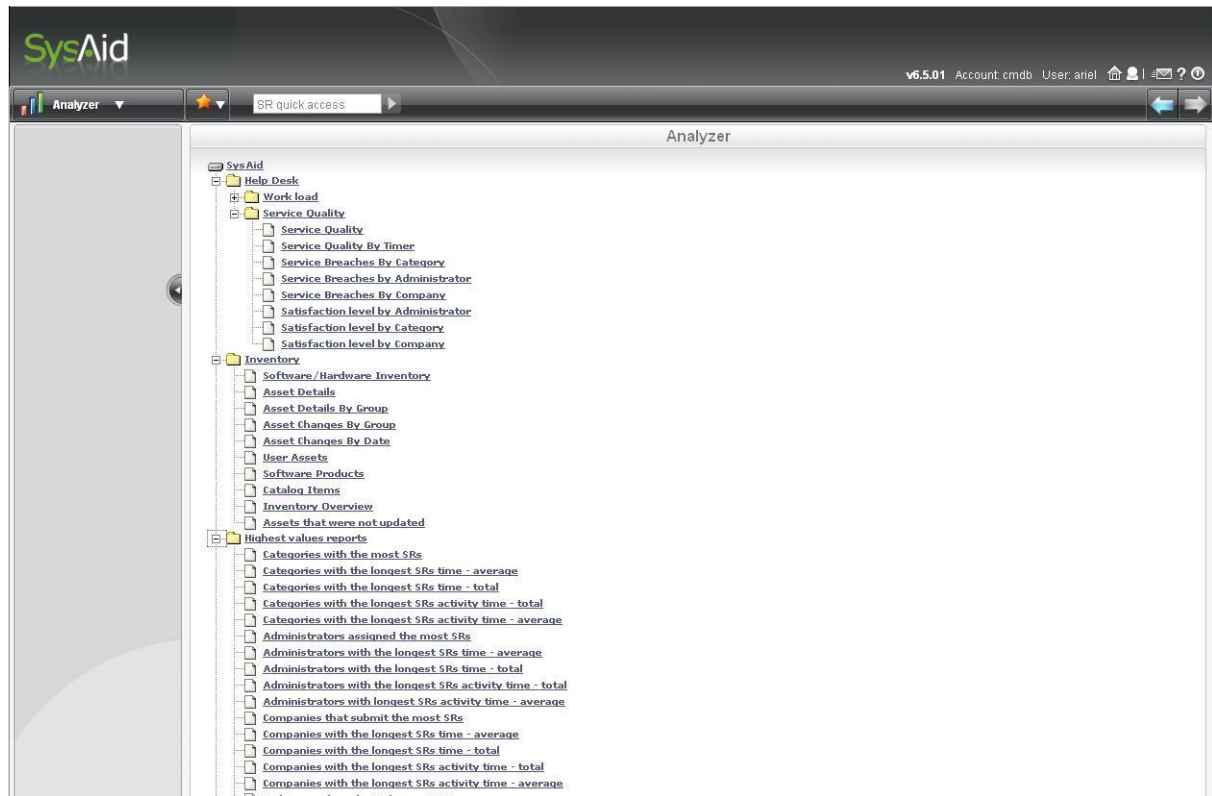 SysAid
v6.5.01 Account: cmdb User: ariel ?
Analyzer SR quick access
Analyzer
SysAid
Help Desk
Work load
Service Quality
Service Quality
Service Quality By Timer
Service Breaches By Category
Service Breaches by Administrator
Service Breaches By Company
Satisfaction level by Administrator
Satisfaction level by Category
Satisfaction level by Company
Inventory
Software/Hardware Inventory
Asset Details
Asset Details By Group
Asset Changes By Group
Asset Changes By Date
User Assets
Software Products
Catalog Items
Inventory Overview
Assets that were not updated
Highest values reports
Categories with the most SRs
Categories with the longest SRs time - average
Categories with the longest SRs time - total
Categories with the longest SRs activity time - total
Categories with the longest SRs activity time - average
Administrators assigned the most SRs
Administrators with the longest SRs time - average
Administrators with the longest SRs time - total
Administrators with the longest SRs activity time - total
Administrators with longest SRs activity time - average
Companies that submit the most SRs
Companies with the longest SRs time - average
Companies with the longest SRs time - total
Companies with the longest SRs activity time - total
Companies with the longest SRs activity time - average